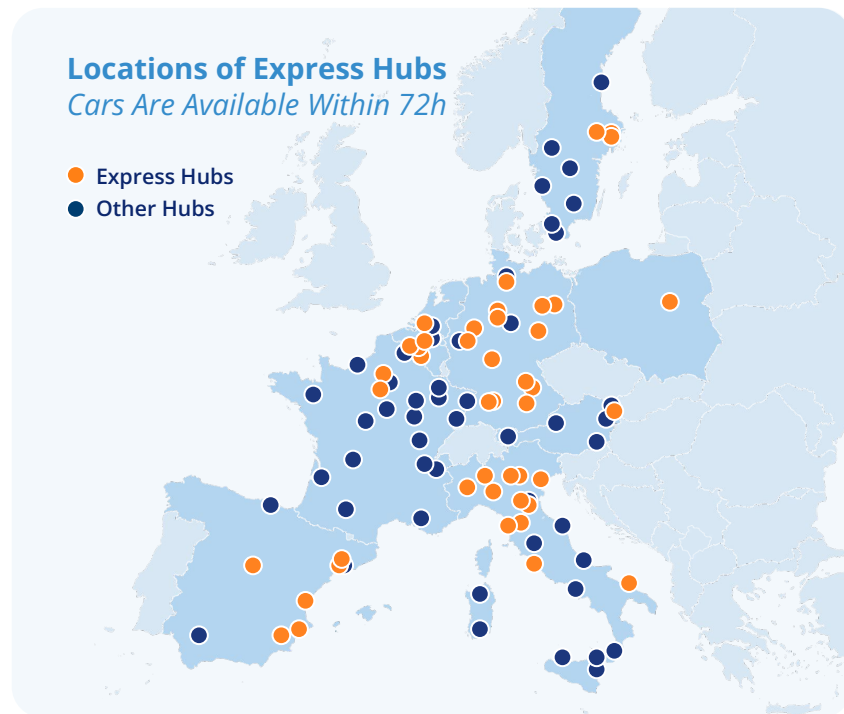 Locations of Express Hubs
Cars Are Available Within 72h
Express Hubs
Other Hubs